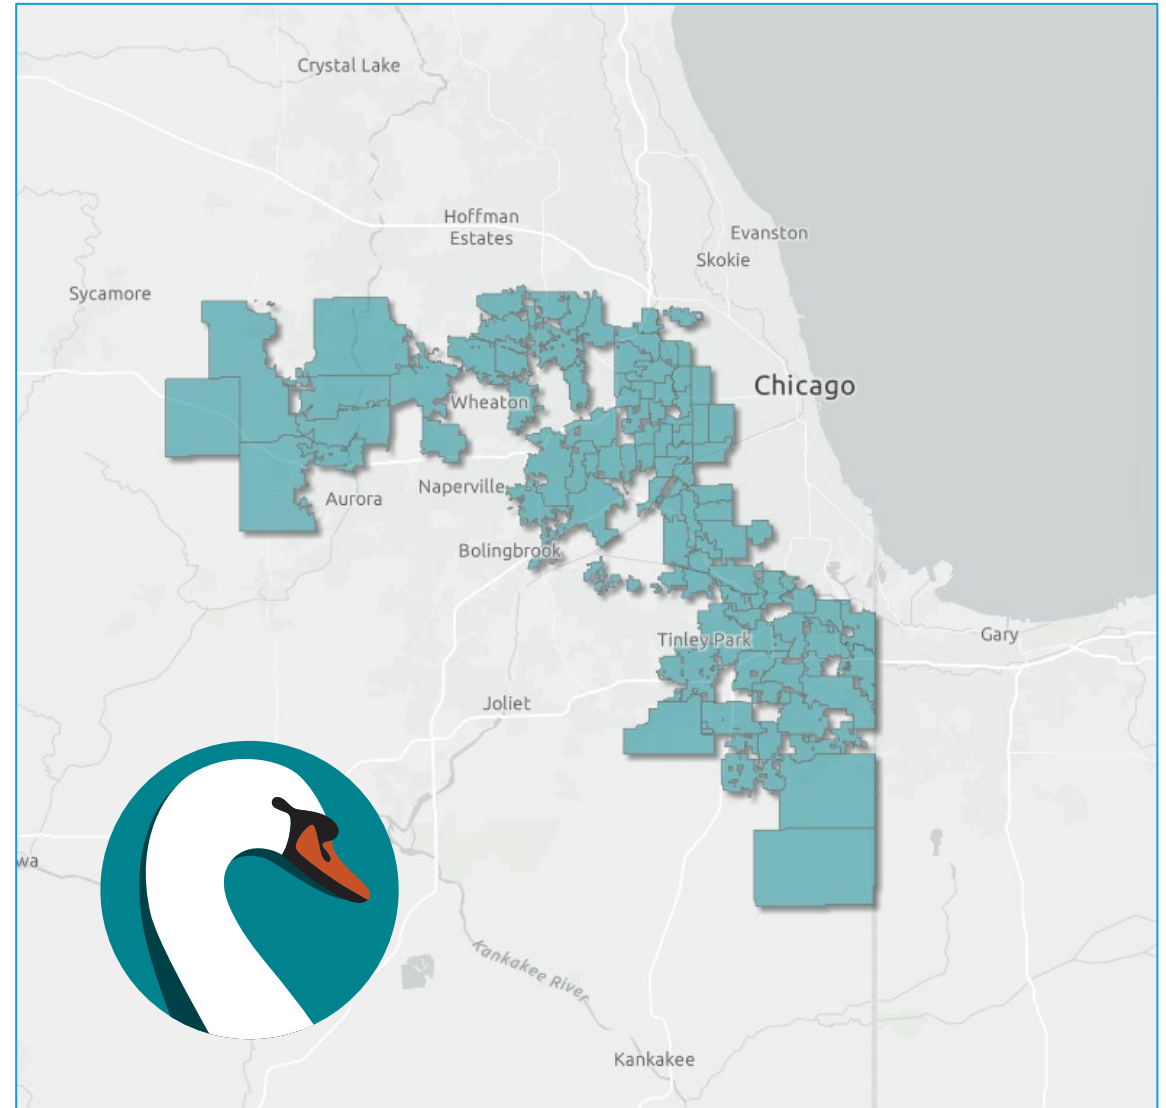 Crystal Lake
Hoffman
Estates
Evanston
Skokie
Sycamore
Chicago
Wheaton
Naperville
Aurora
Bolingbrook
Tinley Park
Gary
Joliet
wa
Kankakee River
Kankakee